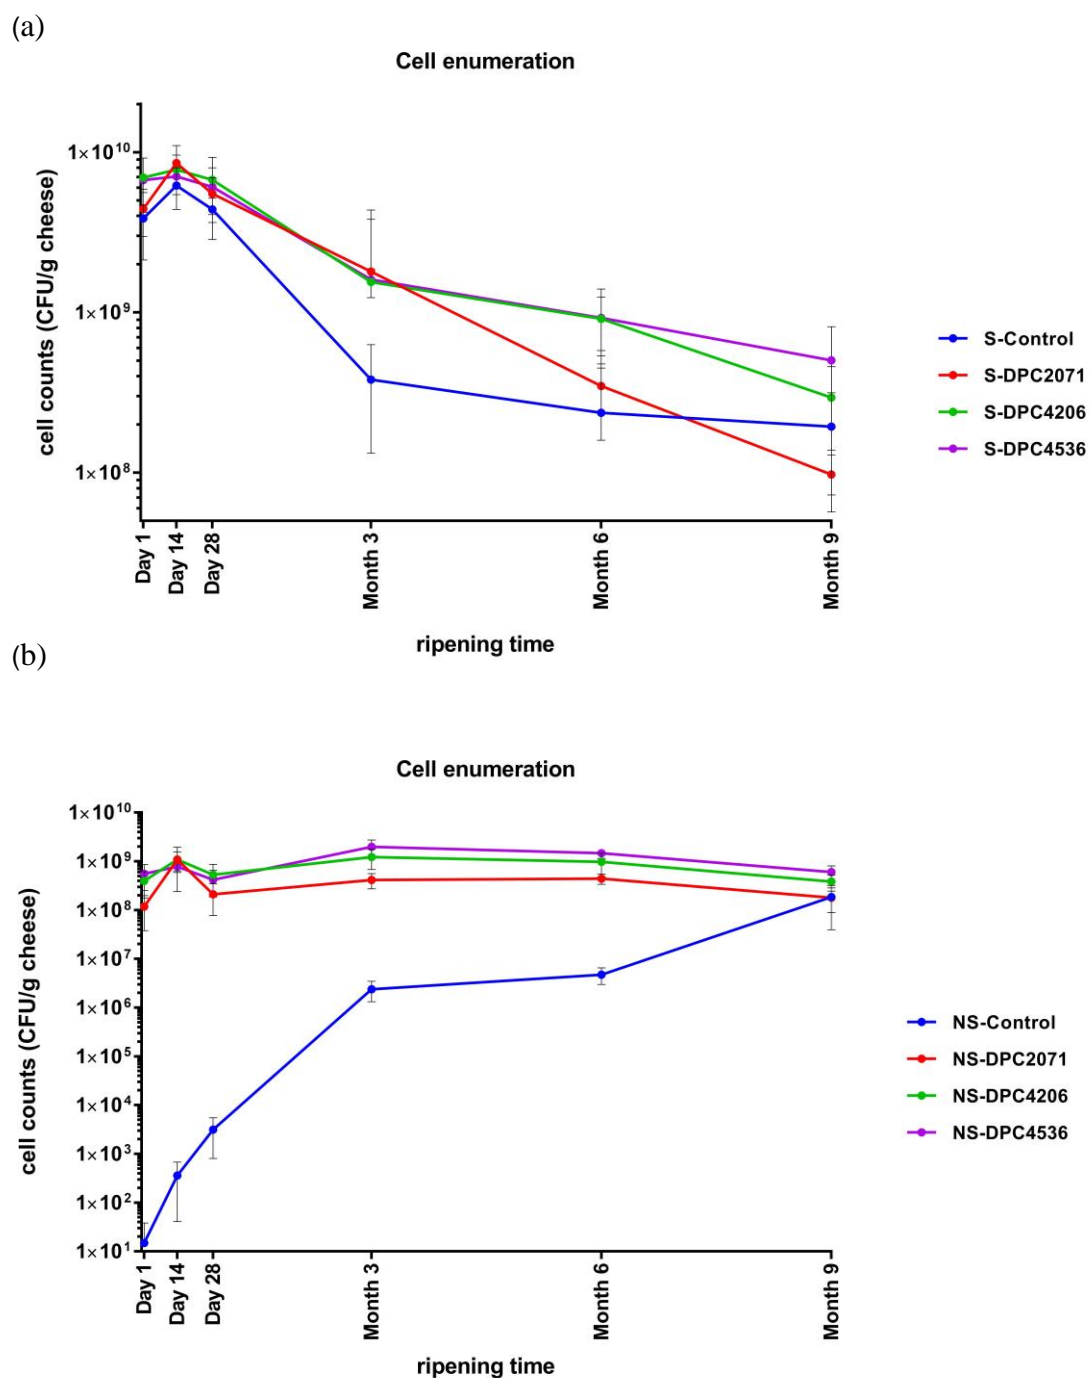 (a)
Cell enumeration
cell counts (CFU/g cheese)
1×10¹⁰
1×10⁹
1×10⁸
Day 1
Day 14
Day 28
Month 3
Month 6
Month 9
ripening time
S-Control
S-DPC2071
S-DPC4206
S-DPC4536
(b)
Cell enumeration
cell counts (CFU/g cheese)
1×10¹⁰
1×10⁹
1×10⁸
1×10⁷
1×10⁶
1×10⁵
1×10⁴
1×10³
1×10²
1×10¹
Day 1
Day 14
Day 28
Month 3
Month 6
Month 9
ripening time
NS-Control
NS-DPC2071
NS-DPC4206
NS-DPC4536